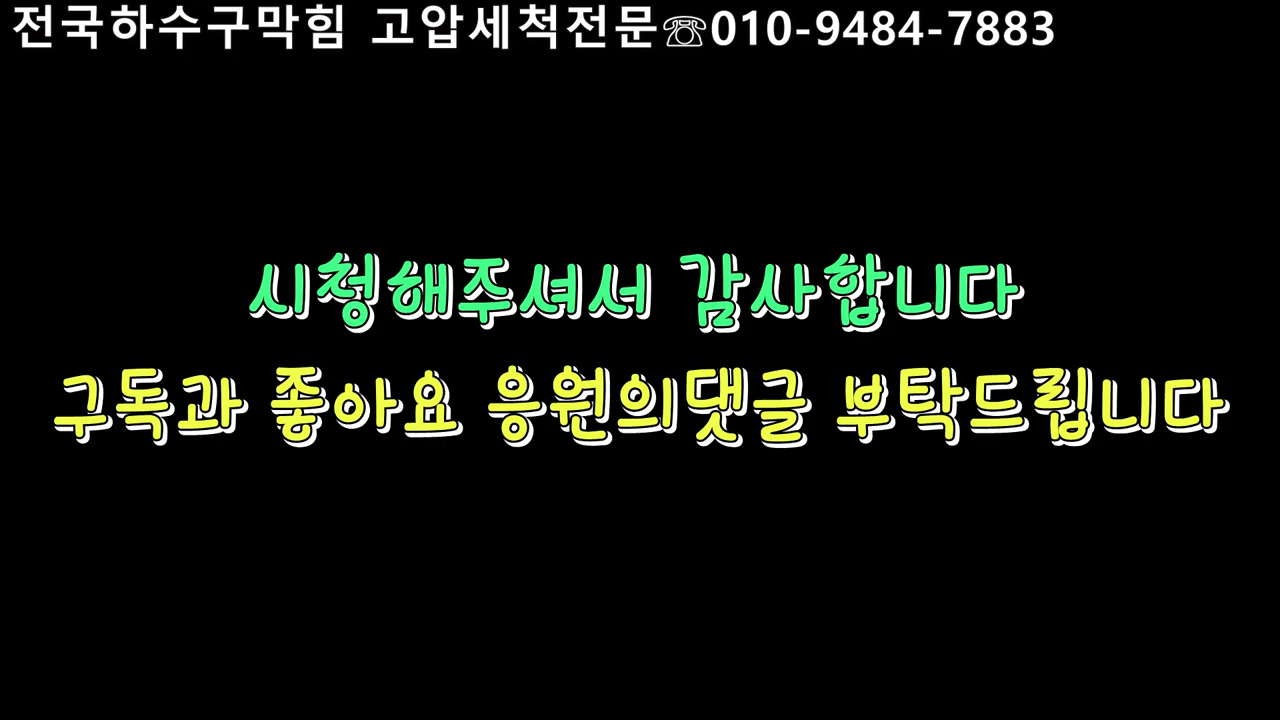 전국하수구막힘 고압세척전문☏010-9484-7883
시청해주셔서 감사합니다
구독과 좋아요 응원의댓글 부탁드립니다